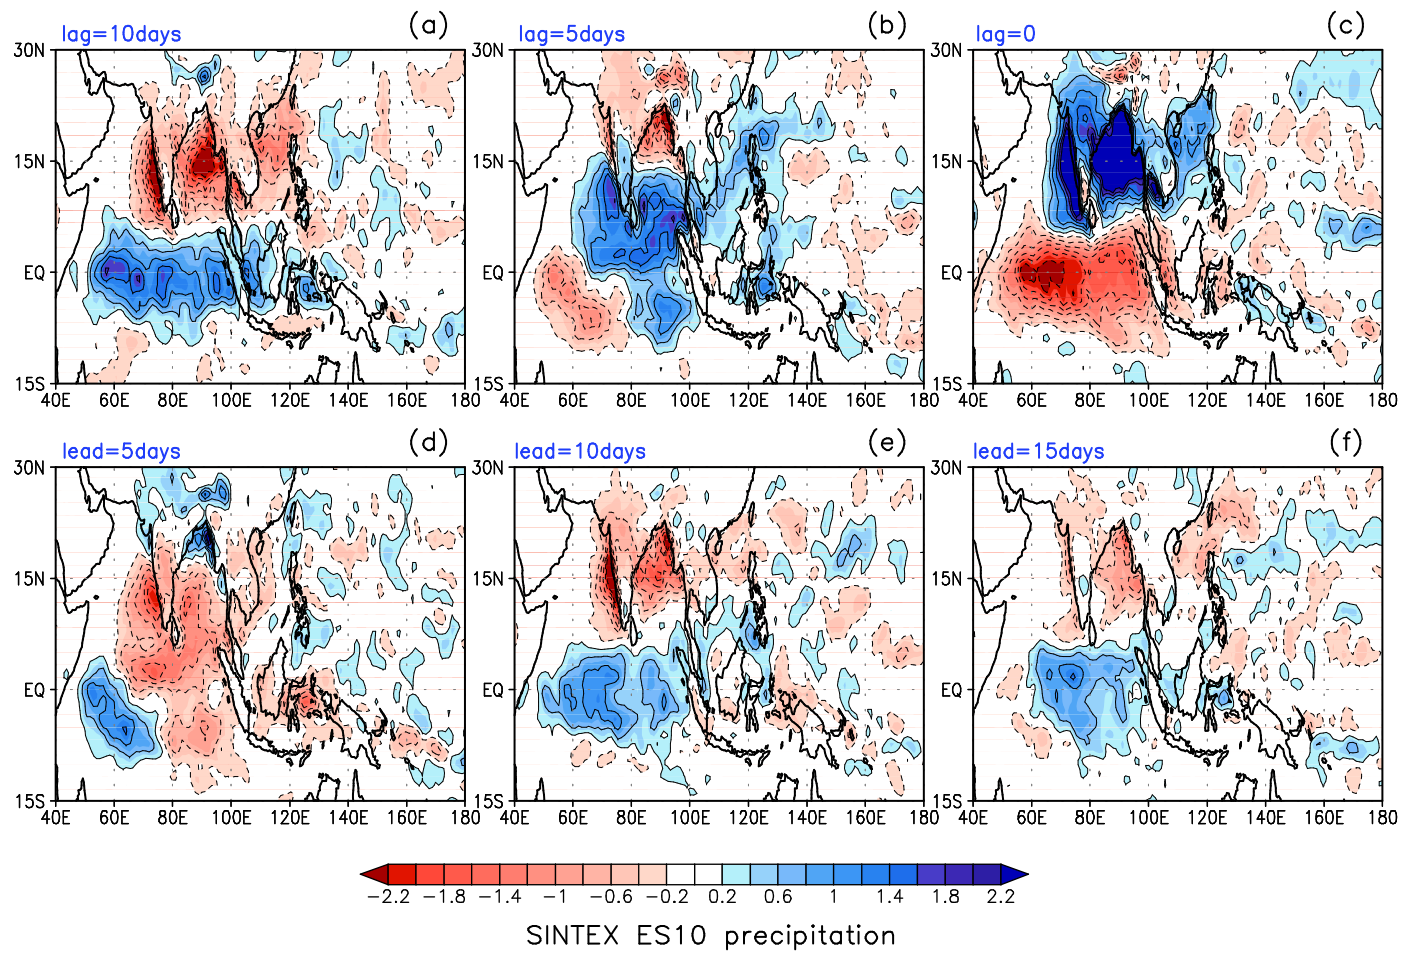 (a) (b) (c)
lag=10days lag=5days lag=0
30N 30N 30N
15N 15N 15N
EQ EQ EQ
15S 15S 15S
40E 60E 80E 100E 120E 140E 160E 180 40E 60E 80E 100E 120E 140E 160E 180 40E 60E 80E 100E 120E 140E 160E 180
(d) (e) (f)
lead=5days lead=10days lead=15days
30N 30N 30N
15N 15N 15N
EQ EQ EQ
15S 15S 15S
40E 60E 80E 100E 120E 140E 160E 180 40E 60E 80E 100E 120E 140E 160E 180 40E 60E 80E 100E 120E 140E 160E 180
−2.2 −1.8 −1.4 −1 −0.6 −0.2 0.2 0.6 1 1.4 1.8 2.2
SINTEX ES10 precipitation